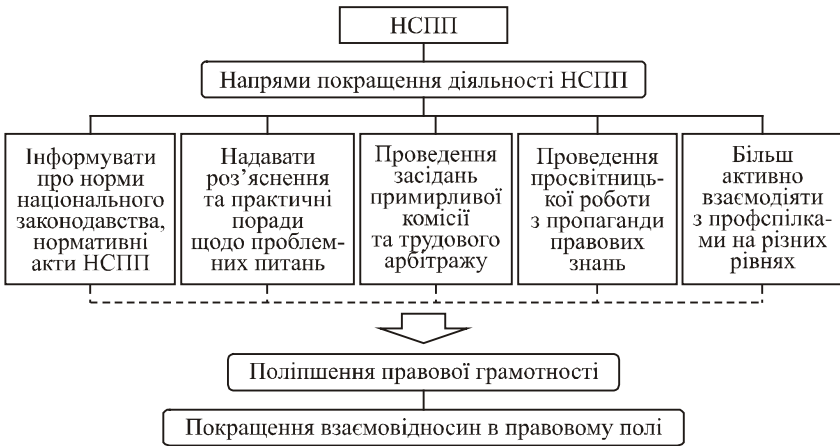 НСПП
Напрями покращення діяльності НСПП
Інформувати
про норми
національного
законодавства,
нормативні
акти НСПП
Надавати
роз’яснення
та практичні
поради
щодо проблем-
них питань
Проведення
засідань
примирливої
комісії
та трудового
арбітражу
Проведення
просвітниць-
кої роботи
з пропаганди
правових
знань
Більш
активно
взаємодіяти
з профспілка-
ми на різних
рівнях
Поліпшення правової грамотності
Покращення взаємовідносин в правовому полі